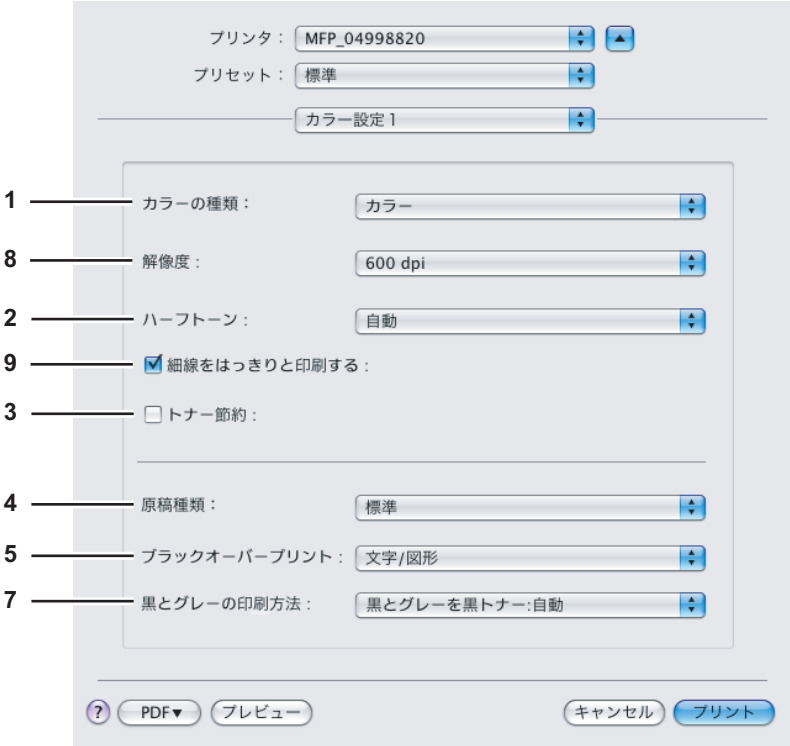 プリンタ： MFP_04998820
プリセット： 標準
カラー設定 1
1 カラーの種類： カラー
8 解像度： 600 dpi
2 ハーフトーン： 自動
9 細線をはっきりと印刷する：
3 トナー節約：
4 原稿種類： 標準
5 ブラックオーバープリント： 文字/図形
7 黒とグレーの印刷方法： 黒とグレーを黒トナー:自動
? PDF▼ プレビュー キャンセル プリント